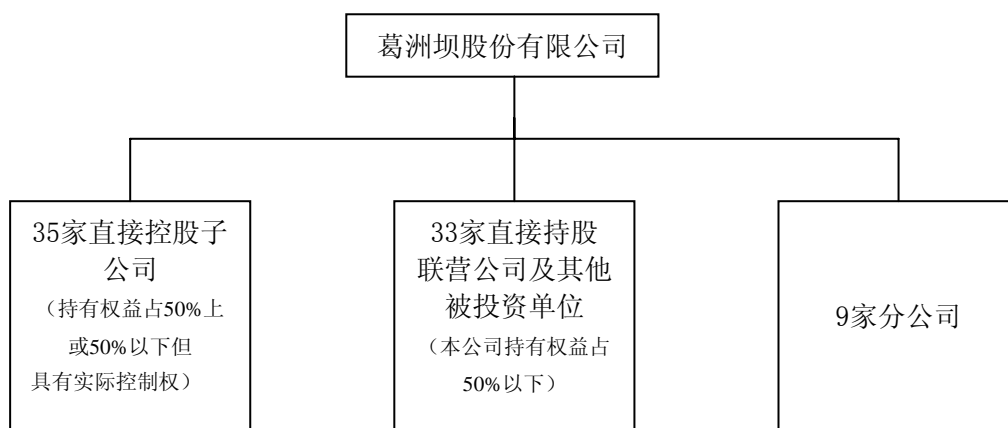 葛洲坝股份有限公司
35家直接控股子
公司
（持有权益占50%上
或50%以下但
具有实际控制权）
33家直接持股
联营公司及其他
被投资单位
（本公司持有权益占
50%以下）
9家分公司